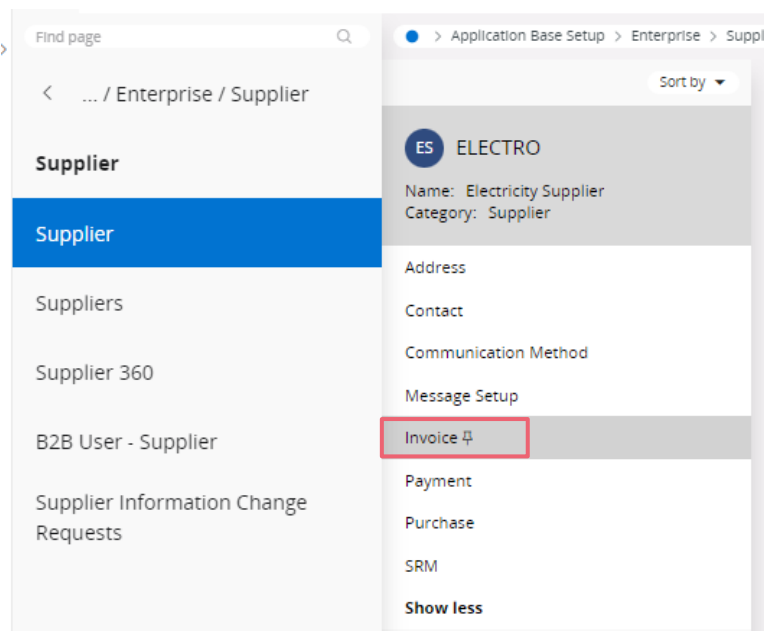 Find page
... / Enterprise / Supplier
Supplier
Supplier
Suppliers
Supplier 360
B2B User - Supplier
Supplier Information Change
Requests
> Application Base Setup > Enterprise > Suppl
Sort by
ES ELECTRO
Name: Electricity Supplier
Category: Supplier
Address
Contact
Communication Method
Message Setup
Invoice
Payment
Purchase
SRM
Show less